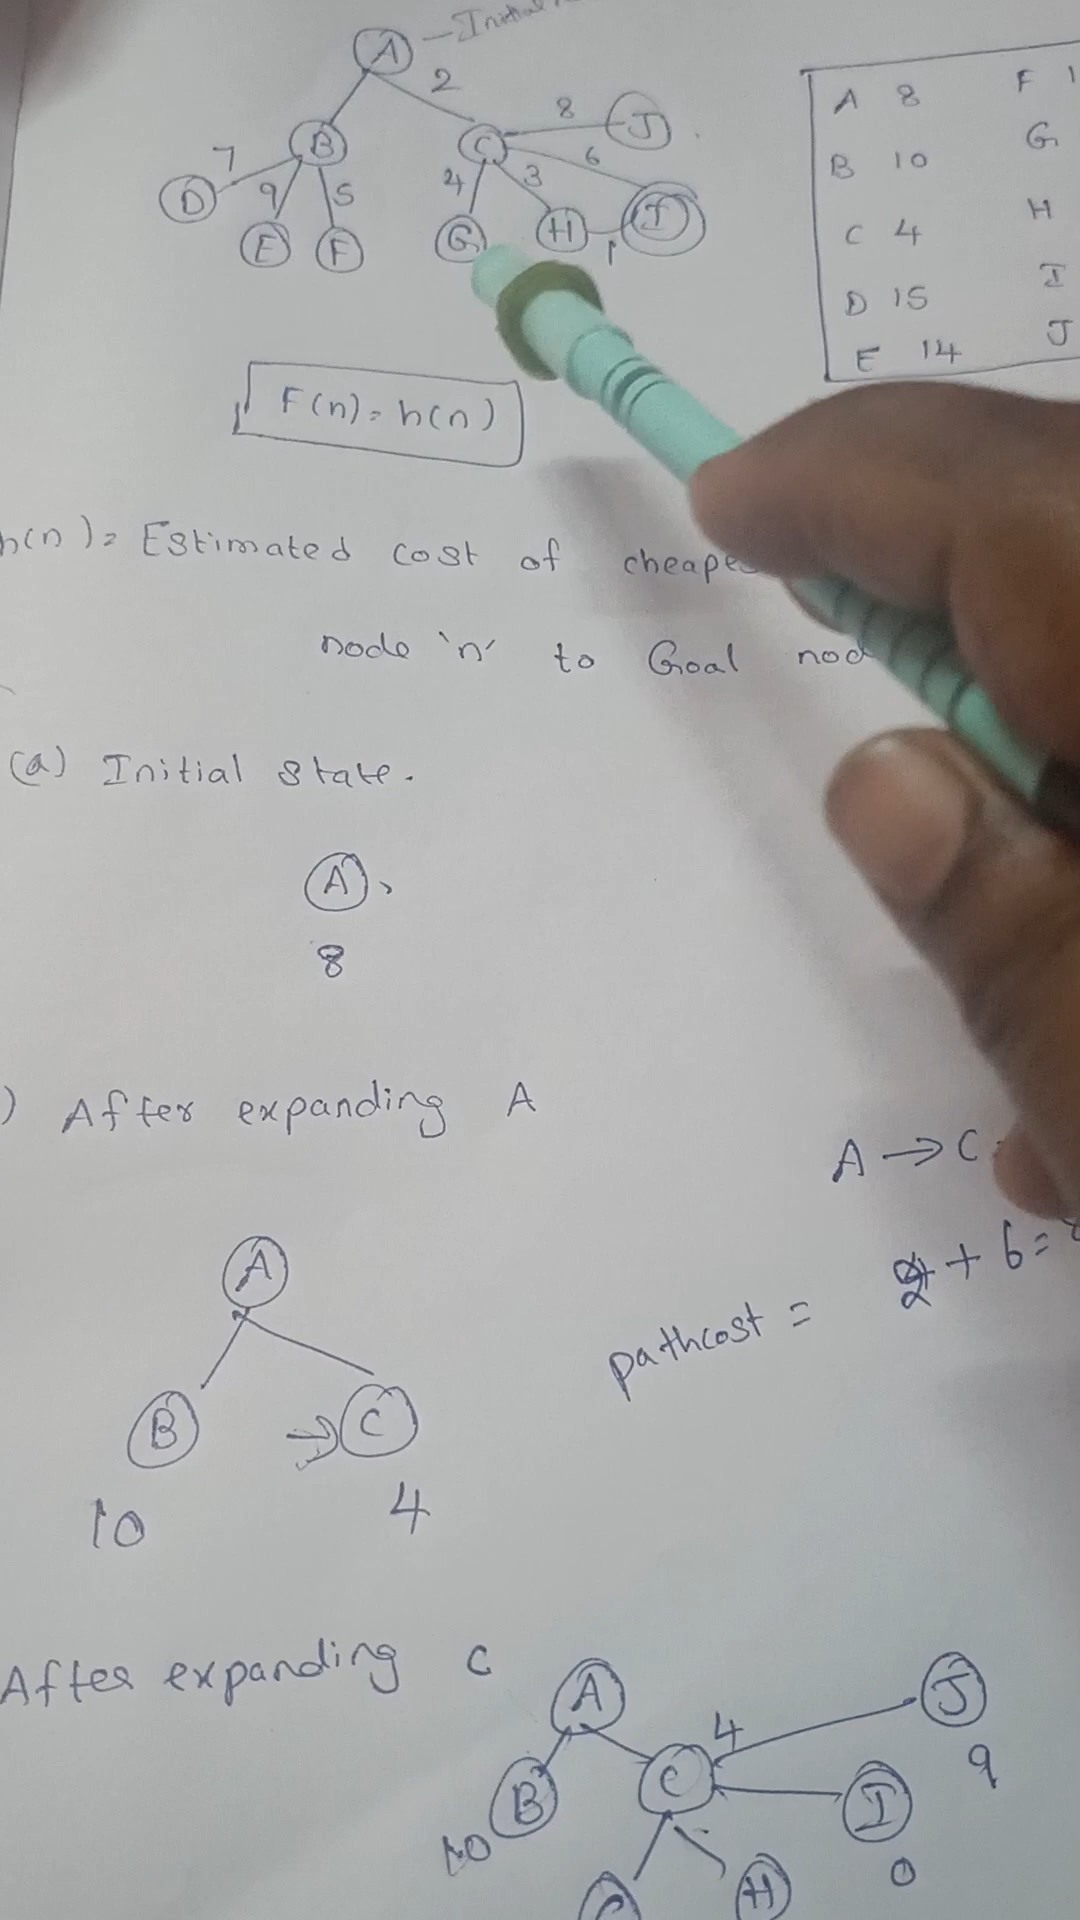 A - Initial
2
B C 8 J
7 9 5 4 3 6
D E F G H 1 I
A 8 F 1
B 10 G
C 4 H
D 15 I
E 14 J
F(n) = h(n)
h(n) = Estimated cost of
node 'n' to Goal
(a) Initial state.
A
8
) After expanding A
A → C
pathcost = 2 + 6 =
A
B → C
10 4
After expanding C
A J
4
9
B C I
10 0
H